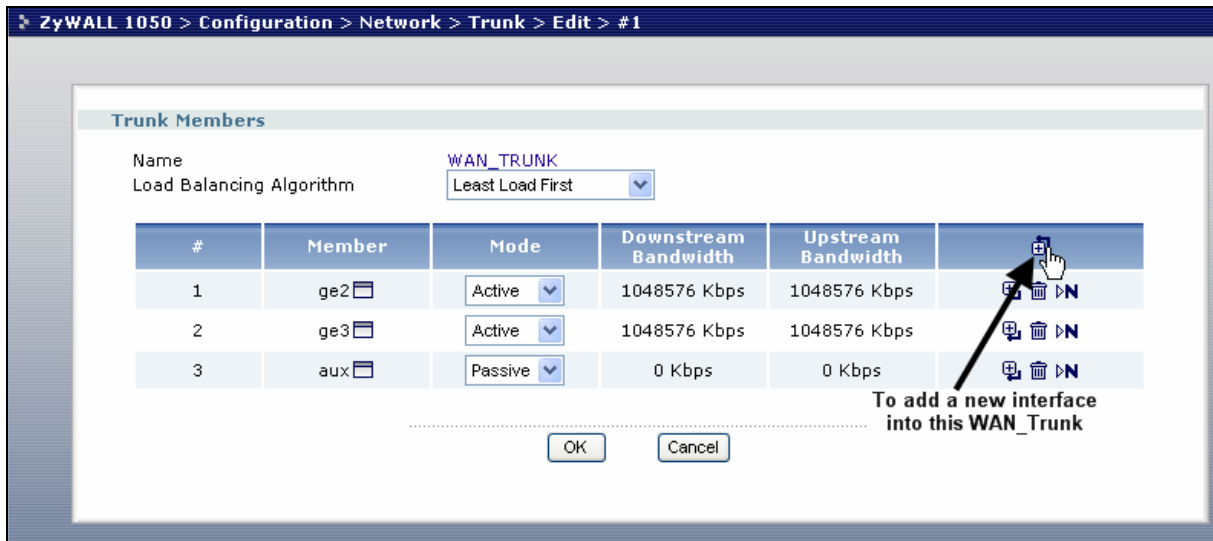 ZyWALL 1050 > Configuration > Network > Trunk > Edit > #1
Trunk Members
Name WAN_TRUNK
Load Balancing Algorithm Least Load First
# Member Mode Downstream Bandwidth Upstream Bandwidth
1 ge2 Active 1048576 Kbps 1048576 Kbps N
2 ge3 Active 1048576 Kbps 1048576 Kbps N
3 aux Passive 0 Kbps 0 Kbps N
To add a new interface
into this WAN_Trunk
OK Cancel